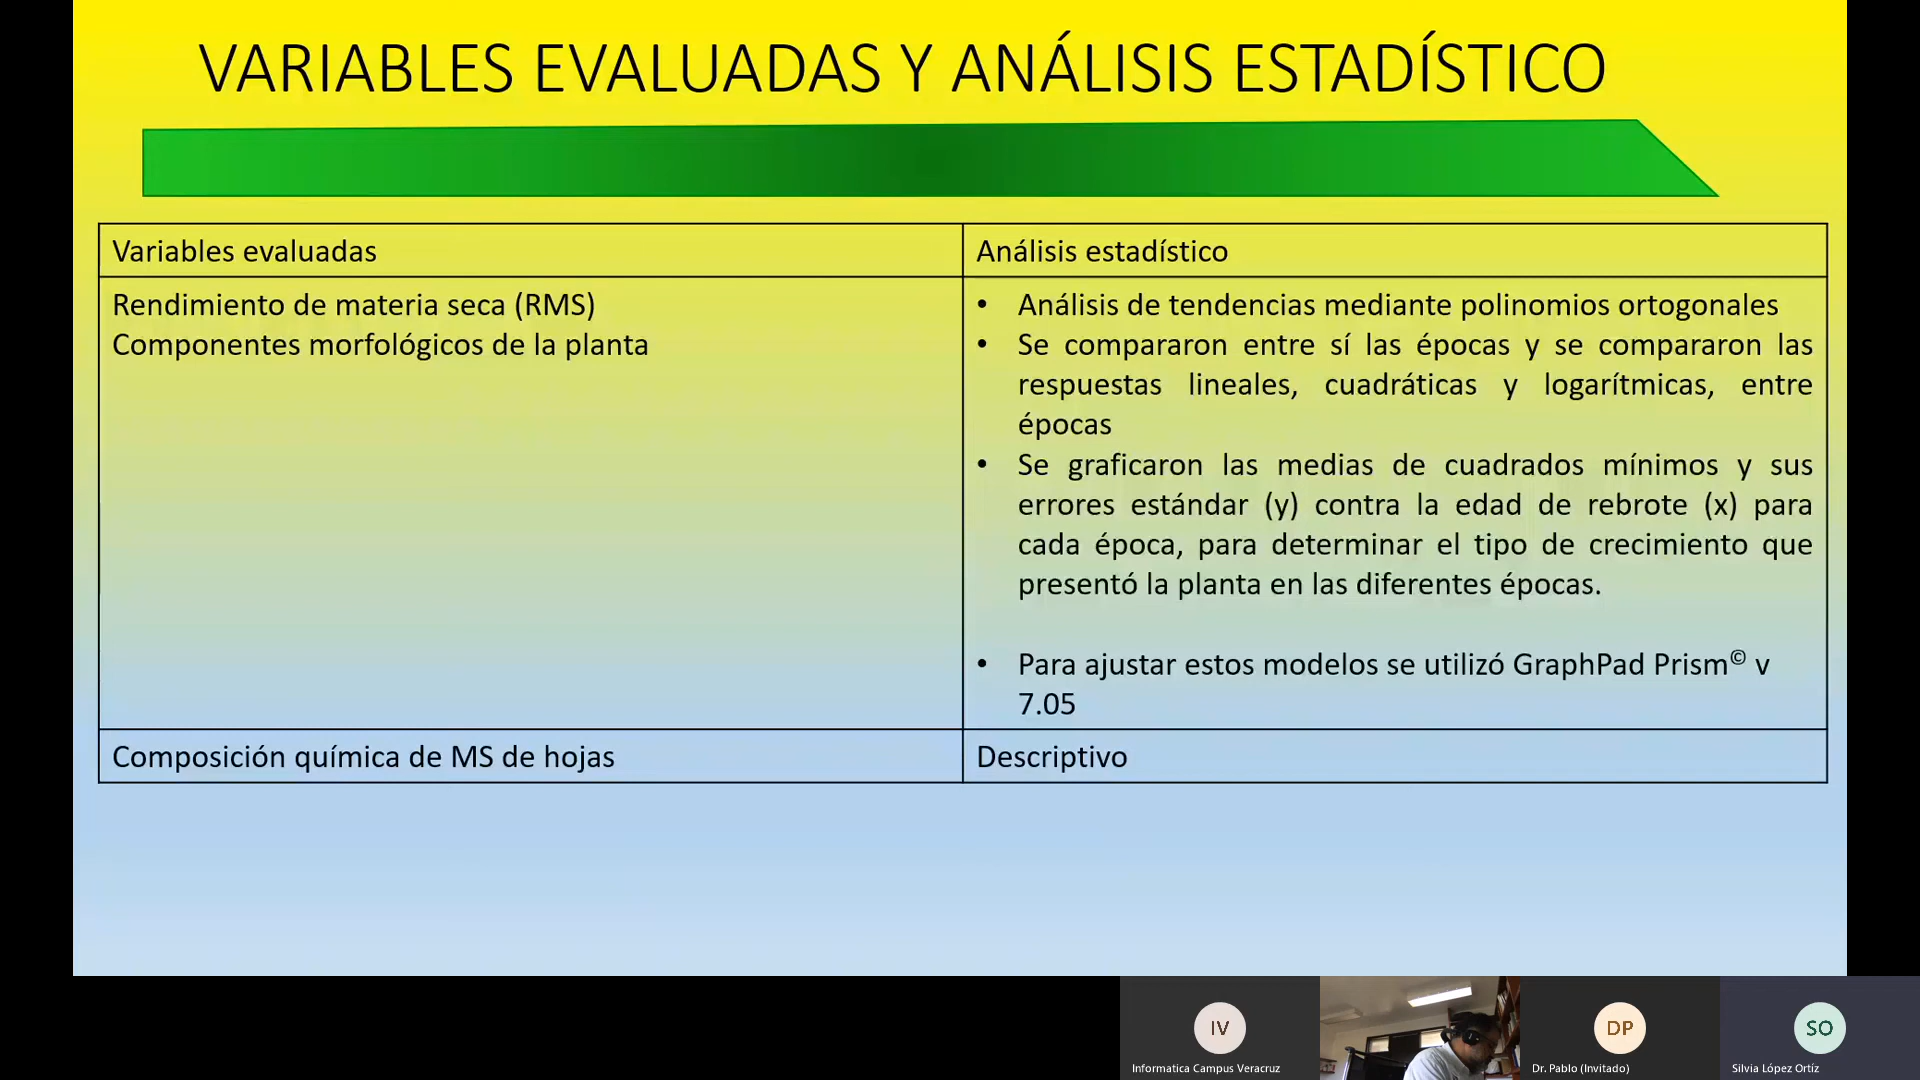 VARIABLES EVALUADAS Y ANÁLISIS ESTADÍSTICO
Variables evaluadas
Análisis estadístico
Rendimiento de materia seca (RMS)
Componentes morfológicos de la planta
• Análisis de tendencias mediante polinomios ortogonales
• Se compararon entre sí las épocas y se compararon las
respuestas lineales, cuadráticas y logarítmicas, entre
épocas
• Se graficaron las medias de cuadrados mínimos y sus
errores estándar (y) contra la edad de rebrote (x) para
cada época, para determinar el tipo de crecimiento que
presentó la planta en las diferentes épocas.
• Para ajustar estos modelos se utilizó GraphPad Prism© v
7.05
Composición química de MS de hojas
Descriptivo
IV
DP
SO
Informatica Campus Veracruz
Dr. Pablo (Invitado)
Silvia López Ortíz